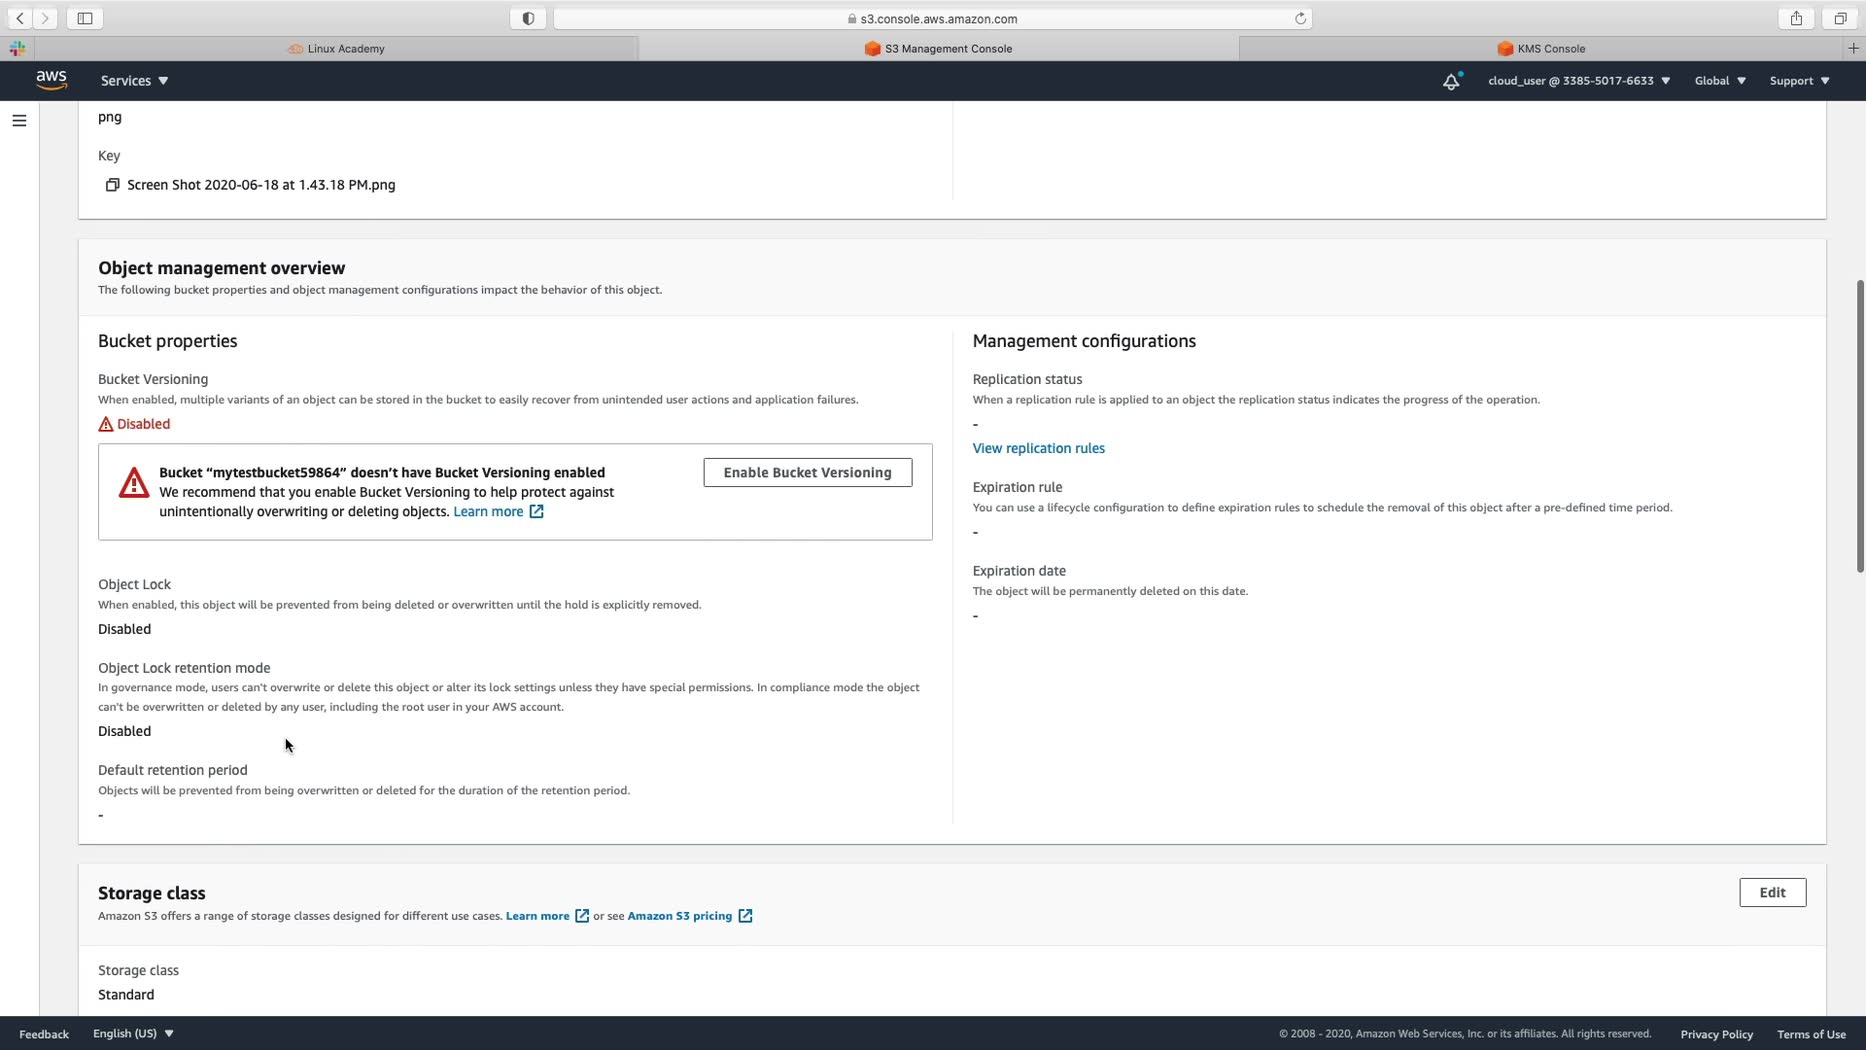 s3.console.aws.amazon.com
Linux Academy
S3 Management Console
KMS Console
aws
Services
cloud_user @ 3385-5017-6633
Global
Support
png
Key
Screen Shot 2020-06-18 at 1.43.18 PM.png
Object management overview
The following bucket properties and object management configurations impact the behavior of this object.
Bucket properties
Bucket Versioning
When enabled, multiple variants of an object can be stored in the bucket to easily recover from unintended user actions and application failures.
Disabled
Bucket “mytestbucket59864” doesn’t have Bucket Versioning enabled
We recommend that you enable Bucket Versioning to help protect against
unintentionally overwriting or deleting objects. Learn more
Enable Bucket Versioning
Object Lock
When enabled, this object will be prevented from being deleted or overwritten until the hold is explicitly removed.
Disabled
Object Lock retention mode
In governance mode, users can't overwrite or delete this object or alter its lock settings unless they have special permissions. In compliance mode the object
can't be overwritten or deleted by any user, including the root user in your AWS account.
Disabled
Default retention period
Objects will be prevented from being overwritten or deleted for the duration of the retention period.
-
Management configurations
Replication status
When a replication rule is applied to an object the replication status indicates the progress of the operation.
-
View replication rules
Expiration rule
You can use a lifecycle configuration to define expiration rules to schedule the removal of this object after a pre-defined time period.
-
Expiration date
The object will be permanently deleted on this date.
-
Storage class
Amazon S3 offers a range of storage classes designed for different use cases. Learn more or see Amazon S3 pricing
Edit
Storage class
Standard
Feedback
English (US)
© 2008 - 2020, Amazon Web Services, Inc. or its affiliates. All rights reserved.
Privacy Policy
Terms of Use